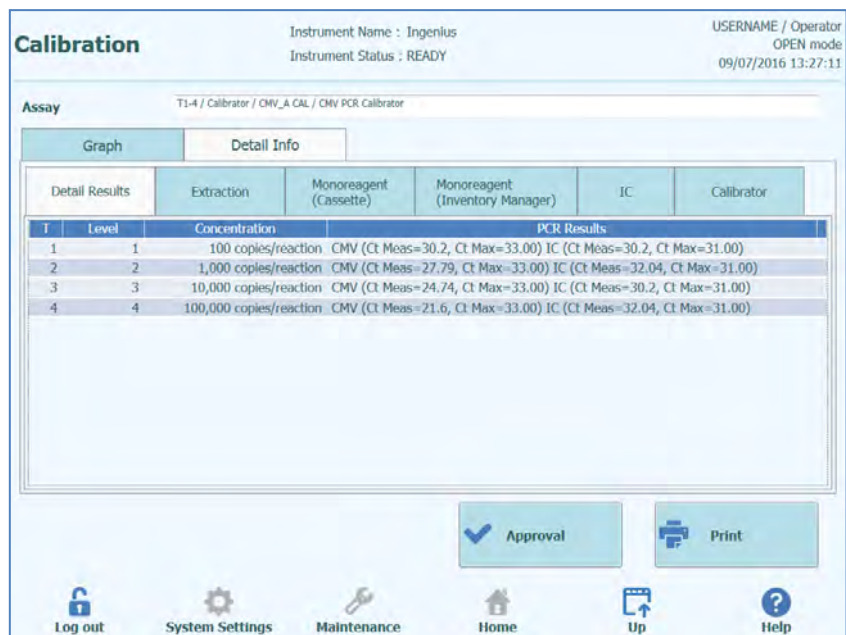 Calibration
Instrument Name : Ingenius
Instrument Status : READY
USERNAME / Operator
OPEN mode
09/07/2016 13:27:11
Assay
T1-4 / Calibrator / CMV_A CAL / CMV PCR Calibrator
Graph
Detail Info
Detail Results
Extraction
Monoreagent
(Cassette)
Monoreagent
(Inventory Manager)
IC
Calibrator
T Level Concentration PCR Results
1 1 100 copies/reaction CMV (Ct Meas=30.2, Ct Max=33.00) IC (Ct Meas=30.2, Ct Max=31.00)
2 2 1,000 copies/reaction CMV (Ct Meas=27.79, Ct Max=33.00) IC (Ct Meas=32.04, Ct Max=31.00)
3 3 10,000 copies/reaction CMV (Ct Meas=24.74, Ct Max=33.00) IC (Ct Meas=30.2, Ct Max=31.00)
4 4 100,000 copies/reaction CMV (Ct Meas=21.6, Ct Max=33.00) IC (Ct Meas=32.04, Ct Max=31.00)
Approval
Print
Log out
System Settings
Maintenance
Home
Up
Help